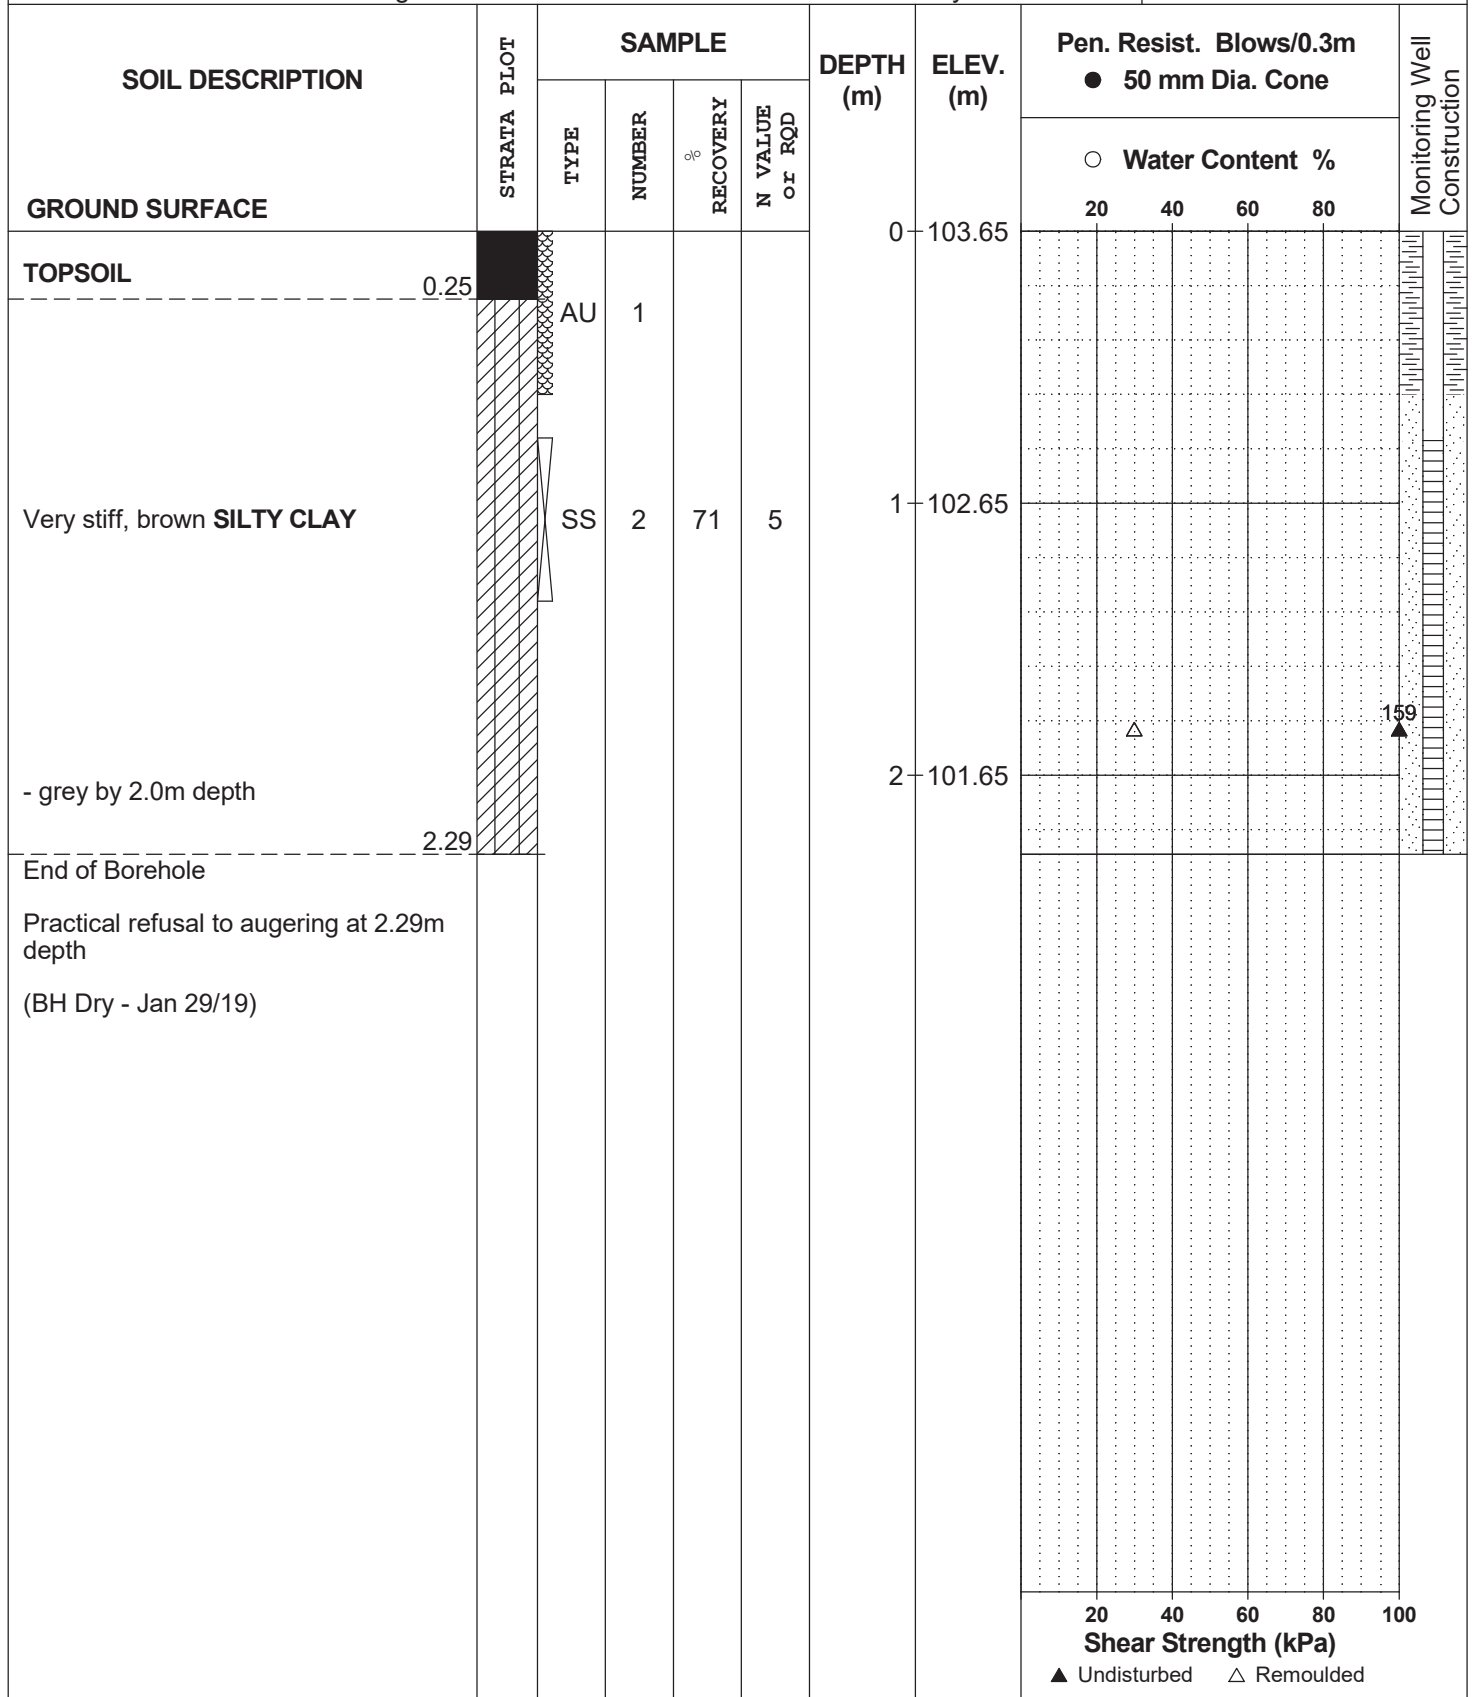 SOIL DESCRIPTION
GROUND SURFACE
STRATA PLOT
SAMPLE
TYPE
NUMBER
% RECOVERY
N VALUE
or RQD
DEPTH
(m)
ELEV.
(m)
Pen. Resist. Blows/0.3m
● 50 mm Dia. Cone
○ Water Content %
20 40 60 80
Monitoring Well
Construction
0 103.65
TOPSOIL
0.25
AU 1
1 102.65
Very stiff, brown SILTY CLAY
SS 2 71 5
159
2 101.65
- grey by 2.0m depth
2.29
End of Borehole
Practical refusal to augering at 2.29m
depth
(BH Dry - Jan 29/19)
20 40 60 80 100
Shear Strength (kPa)
▲ Undisturbed △ Remoulded